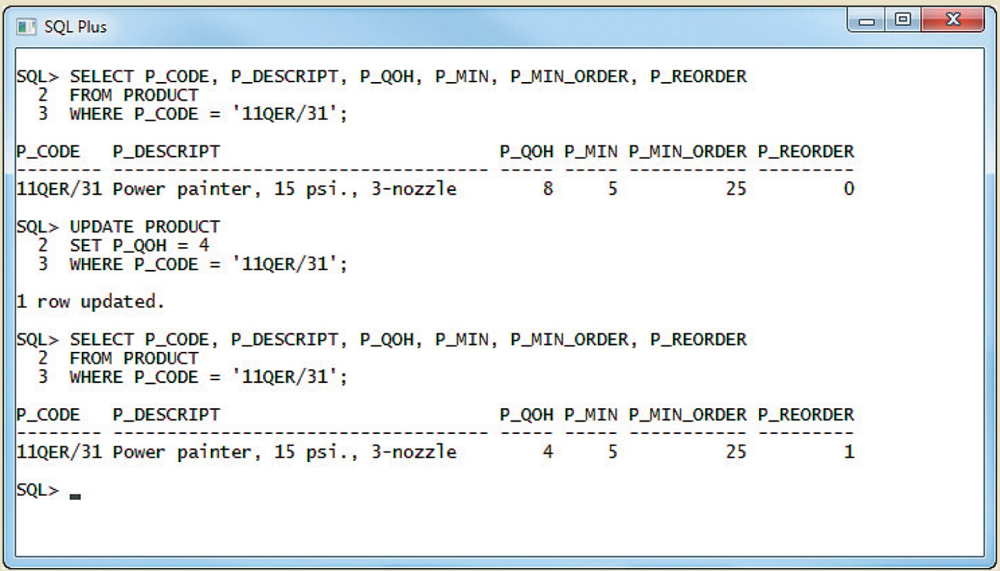 SQL Plus
SQL> SELECT P_CODE, P_DESCRIPT, P_QOH, P_MIN, P_MIN_ORDER, P_REORDER
  2  FROM PRODUCT
  3  WHERE P_CODE = '11QER/31';
P_CODE   P_DESCRIPT                          P_QOH P_MIN P_MIN_ORDER P_REORDER
-------- ----------------------------------- ----- ----- ----------- ---------
11QER/31 Power painter, 15 psi., 3-nozzle        8     5          25         0
SQL> UPDATE PRODUCT
  2  SET P_QOH = 4
  3  WHERE P_CODE = '11QER/31';
1 row updated.
SQL> SELECT P_CODE, P_DESCRIPT, P_QOH, P_MIN, P_MIN_ORDER, P_REORDER
  2  FROM PRODUCT
  3  WHERE P_CODE = '11QER/31';
P_CODE   P_DESCRIPT                          P_QOH P_MIN P_MIN_ORDER P_REORDER
-------- ----------------------------------- ----- ----- ----------- ---------
11QER/31 Power painter, 15 psi., 3-nozzle        4     5          25         1
SQL> _